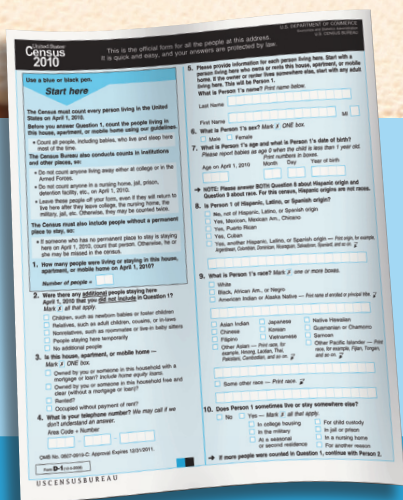 U.S. DEPARTMENT OF COMMERCE
Economics and Statistics Administration
U.S. CENSUS BUREAU
United States
Census
2010
This is the official form for all the people at this address.
It is quick and easy, and your answers are protected by law.
Use a blue or black pen.
Start here
The Census must count every person living in the United
States on April 1, 2010.
Before you answer Question 1, count the people living in
this house, apartment, or mobile home using our guidelines.
• Count all people, including babies, who live and sleep here
most of the time.
The Census Bureau also conducts counts in institutions
and other places, so:
• Do not count anyone living away either at college or in the
Armed Forces.
• Do not count anyone in a nursing home, jail, prison,
detention facility, etc., on April 1, 2010.
• Leave these people off your form, even if they will return to
live here after they leave college, the nursing home, the
military, jail, etc. Otherwise, they may be counted twice.
The Census must also include people without a permanent
place to stay, so:
• If someone who has no permanent place to stay is staying
here on April 1, 2010, count that person. Otherwise, he or
she may be missed in the census.
1. How many people were living or staying in this house,
apartment, or mobile home on April 1, 2010?
Number of people =
2. Were there any additional people staying here
April 1, 2010 that you did not include in Question 1?
Mark X all that apply.
Children, such as newborn babies or foster children
Relatives, such as adult children, cousins, or in-laws
Nonrelatives, such as roommates or live-in baby sitters
People staying here temporarily
No additional people
3. Is this house, apartment, or mobile home —
Mark X ONE box.
Owned by you or someone in this household with a
mortgage or loan? Include home equity loans.
Owned by you or someone in this household free and
clear (without a mortgage or loan)?
Rented?
Occupied without payment of rent?
4. What is your telephone number? We may call if we
don't understand an answer.
Area Code + Number
OMB No. 0607-0919-C: Approval Expires 12/31/2011.
Form D-1
USCENSUSBUREAU
5. Please provide information for each person living here. Start with a
person living here who owns or rents this house, apartment, or mobile
home. If the owner or renter lives somewhere else, start with any adult
living here. This will be Person 1.
What is Person 1's name? Print name below.
Last Name
First Name
MI
6. What is Person 1's sex? Mark X ONE box.
Male Female
7. What is Person 1's age and what is Person 1's date of birth?
Please report babies as age 0 when the child is less than 1 year old.
Print numbers in boxes.
Age on April 1, 2010 Month Day Year of birth
→ NOTE: Please answer BOTH Question 8 about Hispanic origin and
Question 9 about race. For this census, Hispanic origins are not races.
8. Is Person 1 of Hispanic, Latino, or Spanish origin?
No, not of Hispanic, Latino, or Spanish origin
Yes, Mexican, Mexican Am., Chicano
Yes, Puerto Rican
Yes, Cuban
Yes, another Hispanic, Latino, or Spanish origin — Print origin, for example,
Argentinean, Colombian, Dominican, Nicaraguan, Salvadoran, Spaniard, and so on.
9. What is Person 1's race? Mark X one or more boxes.
White
Black, African Am., or Negro
American Indian or Alaska Native — Print name of enrolled or principal tribe.
Asian Indian Japanese Native Hawaiian
Chinese Korean Guamanian or Chamorro
Filipino Vietnamese Samoan
Other Asian — Print race, for
example, Hmong, Laotian, Thai,
Pakistani, Cambodian, and so on.
Other Pacific Islander — Print
race, for example, Fijian, Tongan,
and so on.
Some other race — Print race.
10. Does Person 1 sometimes live or stay somewhere else?
No Yes — Mark X all that apply.
In college housing For child custody
In the military In jail or prison
At a seasonal In a nursing home
or second residence For another reason
→ If more people were counted in Question 1, continue with Person 2.